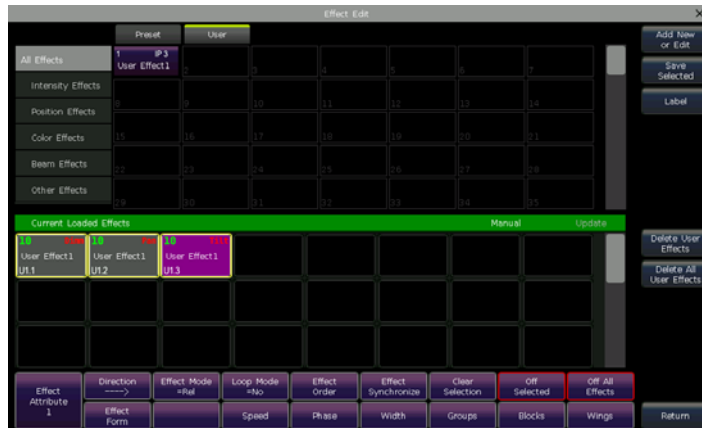 Effect Edit
×
Preset
User
Add New
or Edit
All Effects
1 IP 3
User Effect1
2
3
4
5
6
7
Save
Selected
Intensity Effects
Label
Position Effects
8
9
10
11
12
13
14
Color Effects
15
16
17
18
19
20
21
Beam Effects
22
23
24
25
26
27
28
Other Effects
29
30
31
32
33
34
35
Current Loaded Effects
Manual
Update
10
User Effect1
U1.1
10
User Effect1
U1.2
10 Tilt
User Effect1
U1.3
Delete User
Effects
Delete All
User Effects
Effect
Attribute
1
Direction
---->
Effect Mode
=Rel
Loop Mode
=No
Effect
Order
Effect
Synchronize
Clear
Selection
Off
Selected
Off All
Effects
Effect
Form
Speed
Phase
Width
Groups
Blocks
Wings
Return